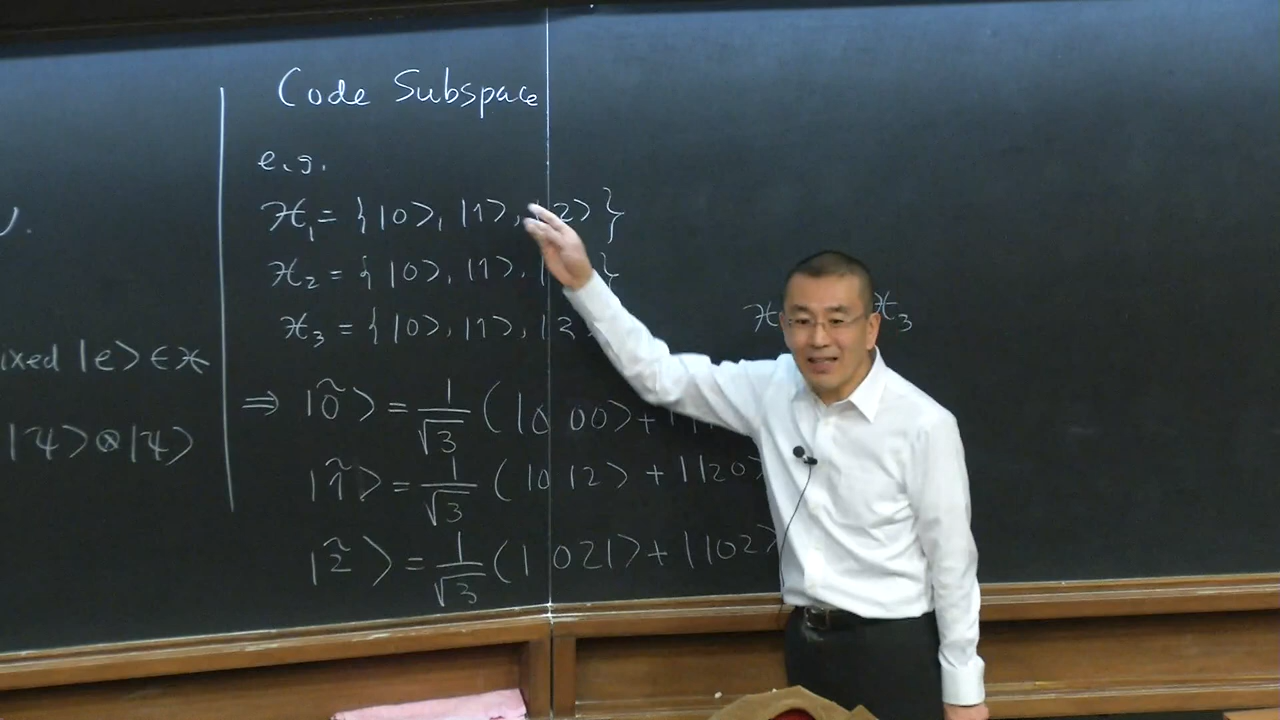 Code Subspace
e.g.
ℋ₁ = { |0>, |1>, |2> }
ℋ₂ = { |0>, |1>, | }
ℋ₃ = { |0>, |1>, |2
ℋ ℋ₃
⇒ |0̃> = 1/√3 ( |000> +
|1̃> = 1/√3 ( |012> + |120>
|2̃> = 1/√3 ( |021> + |102>
ixed |e> ∈ ℋ
|ψ> ⊗ |ψ>